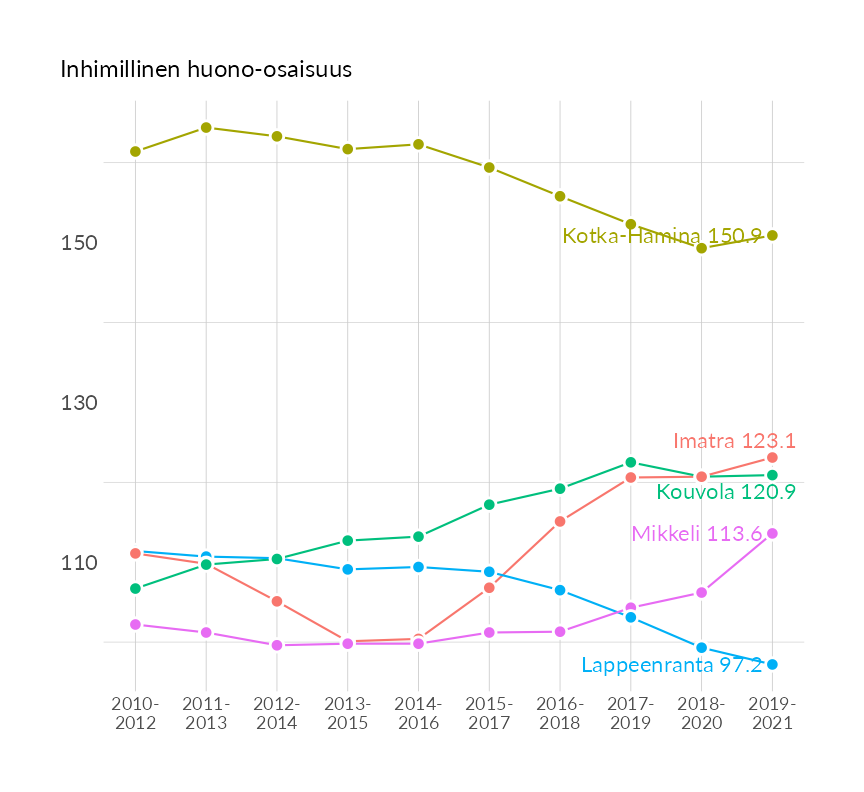 Inhimillinen huono-osaisuus
150
Kotka-Hamina 150.9
130
Imatra 123.1
Kouvola 120.9
Mikkeli 113.6
110
Lappeenranta 97.2
2010- 2011- 2012- 2013- 2014- 2015- 2016- 2017- 2018- 2019-
2012 2013 2014 2015 2016 2017 2018 2019 2020 2021